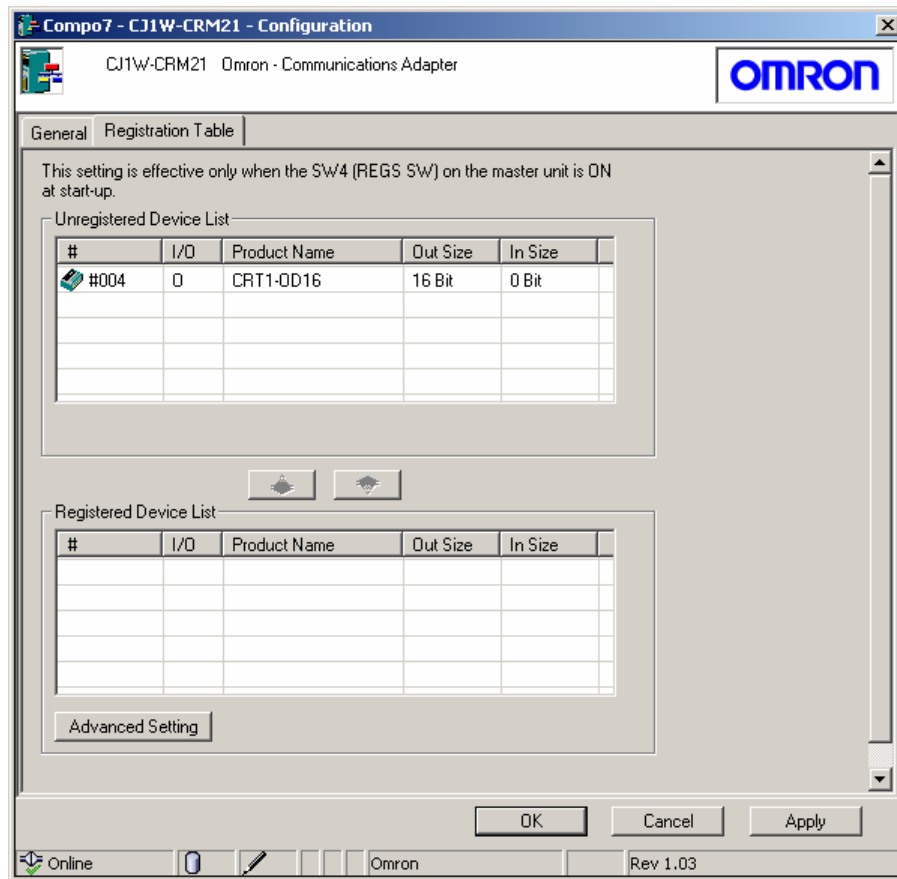 Compo7 - CJ1W-CRM21 - Configuration
CJ1W-CRM21 Omron - Communications Adapter
OMRON
General Registration Table
This setting is effective only when the SW4 (REGS SW) on the master unit is ON
at start-up.
Unregistered Device List
# I/O Product Name Out Size In Size
#004 O CRT1-OD16 16 Bit 0 Bit
Registered Device List
# I/O Product Name Out Size In Size
Advanced Setting
OK Cancel Apply
Online Omron Rev 1.03